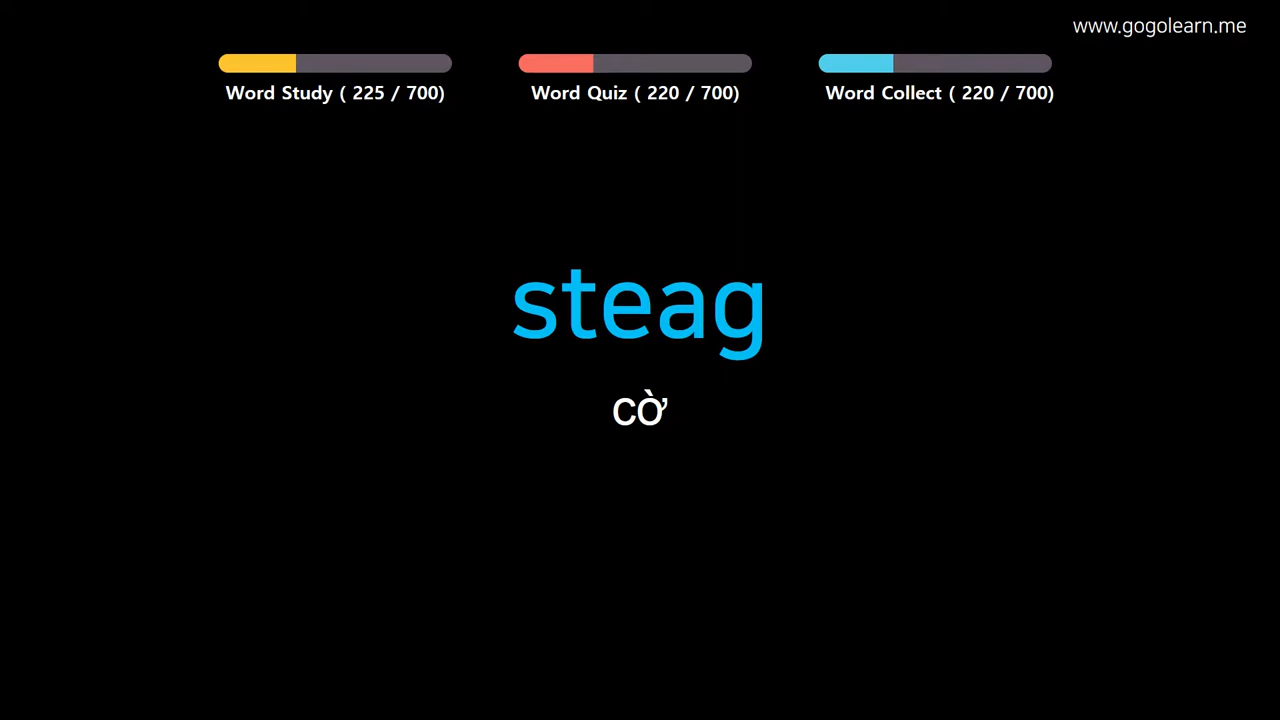 www.gogolearn.me
Word Study ( 225 / 700)
Word Quiz ( 220 / 700)
Word Collect ( 220 / 700)
steag
cờ